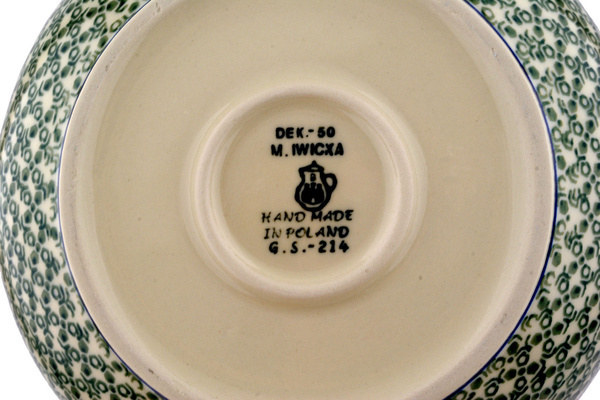 DEK.-50
M. IWICKA
HAND MADE
IN POLAND
G.S.-214